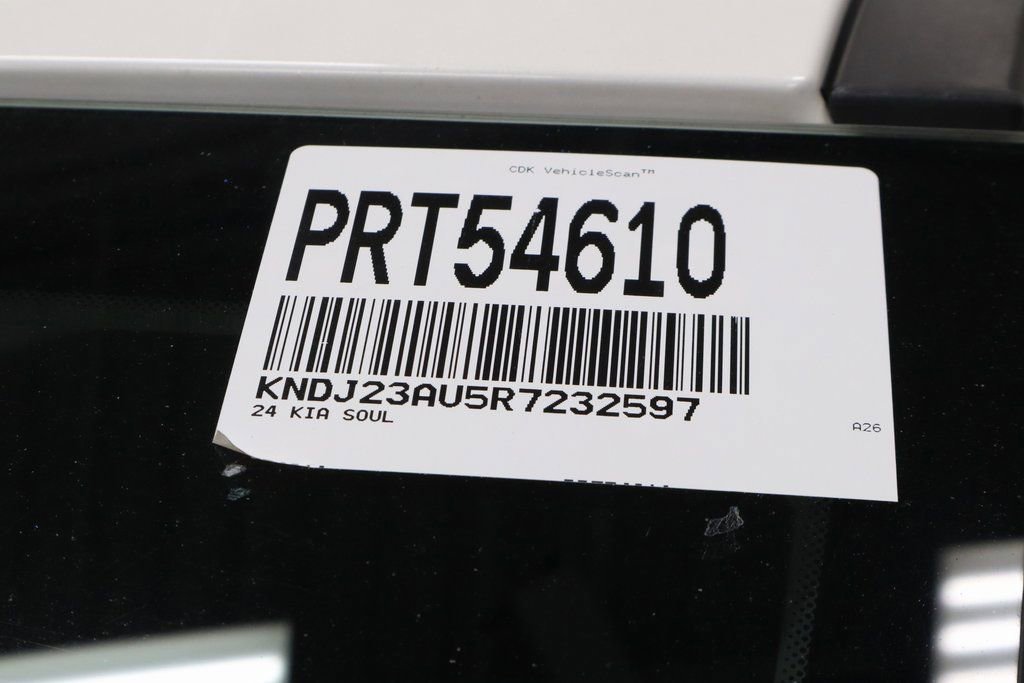 CDK VehicleScan™
PRT54610
KNDJ23AU5R7232597
24 KIA SOUL
A26